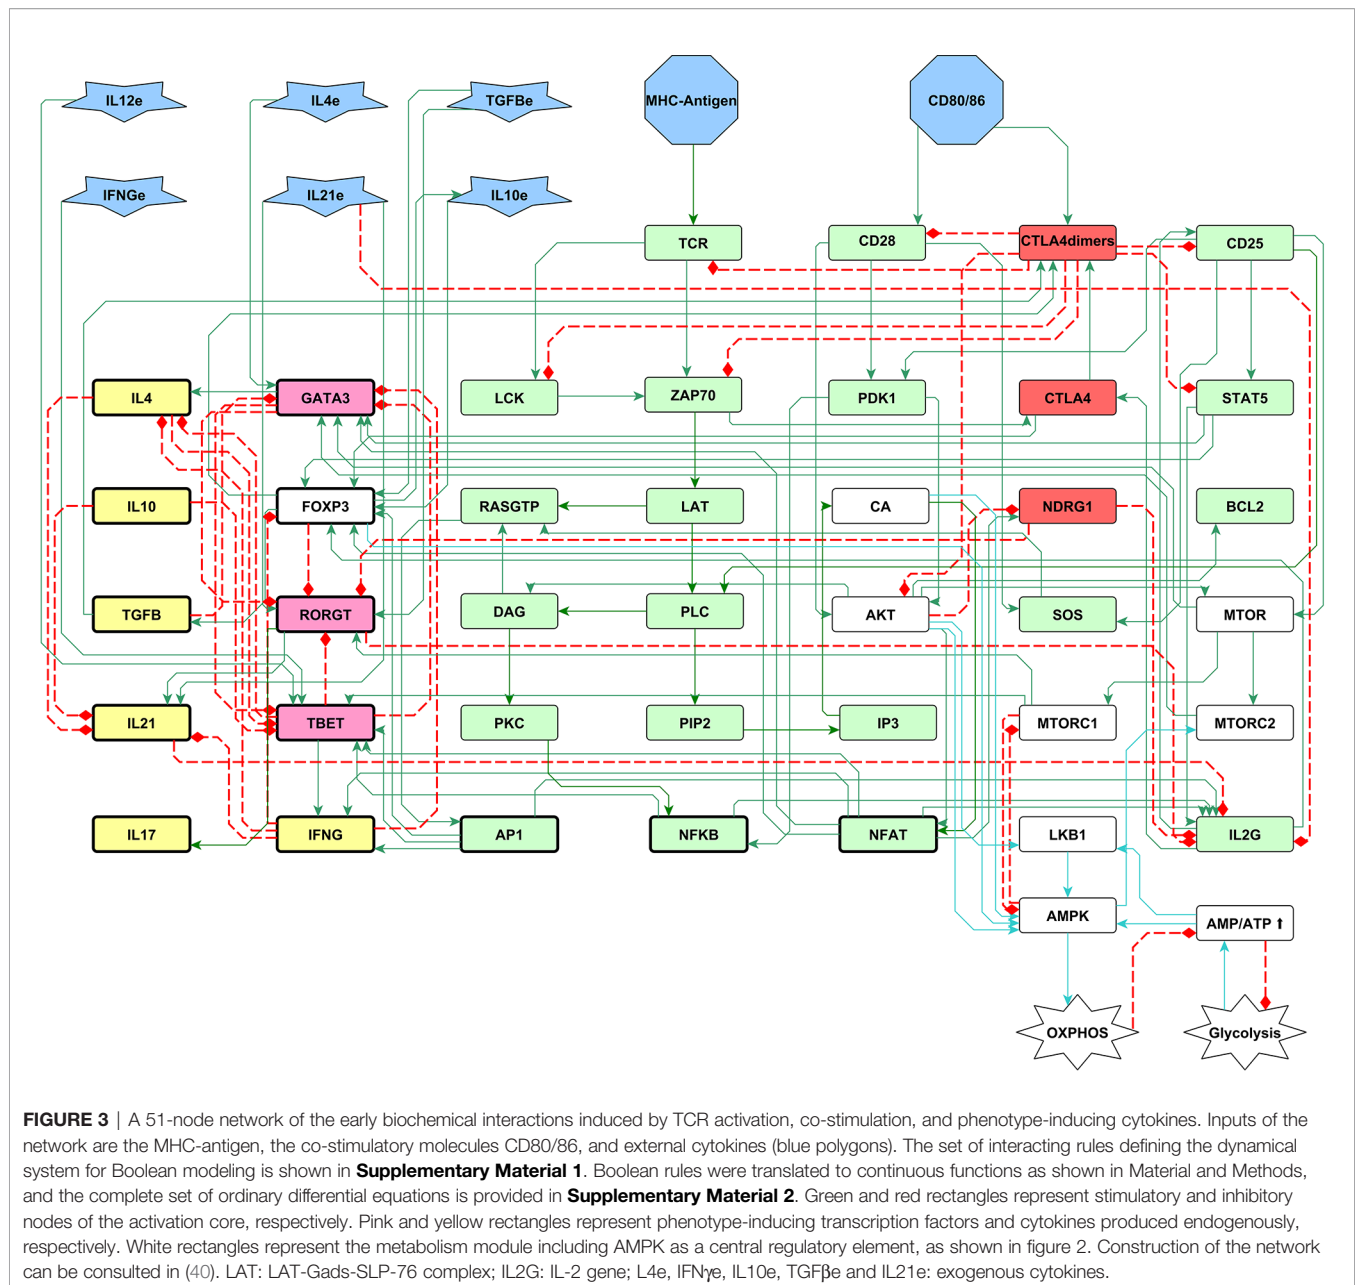 IL12e
IL4e
TGFBe
MHC-Antigen
CD80/86
IFNGe
IL21e
IL10e
TCR
CD28
CTLA4dimers
CD25
IL4
GATA3
LCK
ZAP70
PDK1
CTLA4
STAT5
IL10
FOXP3
RASGTP
LAT
CA
NDRG1
BCL2
TGFB
RORGT
DAG
PLC
AKT
SOS
MTOR
IL21
TBET
PKC
PIP2
IP3
MTORC1
MTORC2
IL17
IFNG
AP1
NFKB
NFAT
LKB1
IL2G
AMPK
AMP/ATP ⬆
OXPHOS
Glycolysis
FIGURE 3 | A 51-node network of the early biochemical interactions induced by TCR activation, co-stimulation, and phenotype-inducing cytokines. Inputs of the
network are the MHC-antigen, the co-stimulatory molecules CD80/86, and external cytokines (blue polygons). The set of interacting rules defining the dynamical
system for Boolean modeling is shown in Supplementary Material 1. Boolean rules were translated to continuous functions as shown in Material and Methods,
and the complete set of ordinary differential equations is provided in Supplementary Material 2. Green and red rectangles represent stimulatory and inhibitory
nodes of the activation core, respectively. Pink and yellow rectangles represent phenotype-inducing transcription factors and cytokines produced endogenously,
respectively. White rectangles represent the metabolism module including AMPK as a central regulatory element, as shown in figure 2. Construction of the network
can be consulted in (40). LAT: LAT-Gads-SLP-76 complex; IL2G: IL-2 gene; L4e, IFNγe, IL10e, TGFβe and IL21e: exogenous cytokines.